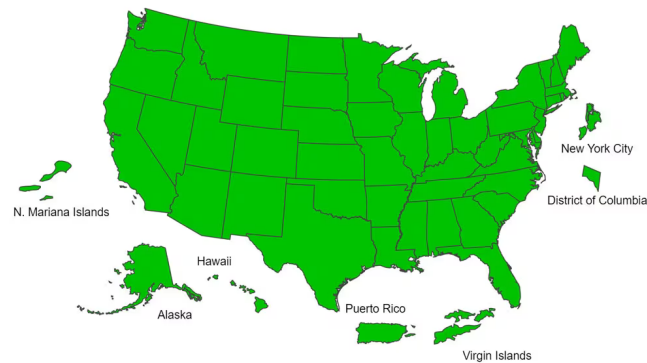 New York City
District of Columbia
N. Mariana Islands
Hawaii
Alaska
Puerto Rico
Virgin Islands